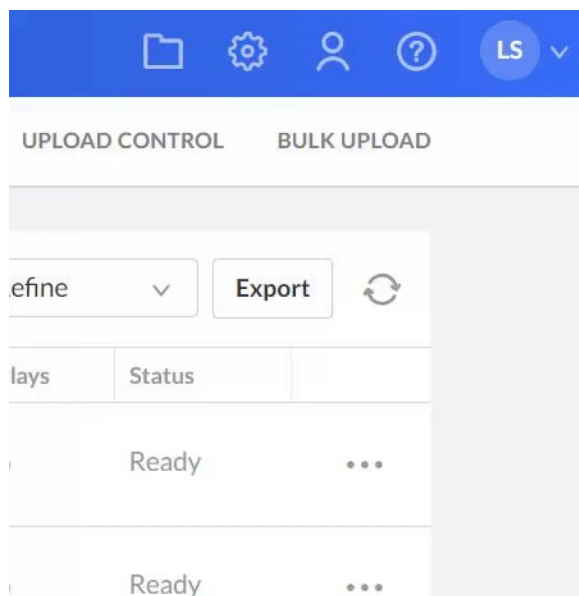 LS
UPLOAD CONTROL BULK UPLOAD
efine Export
lays Status
Ready
Ready